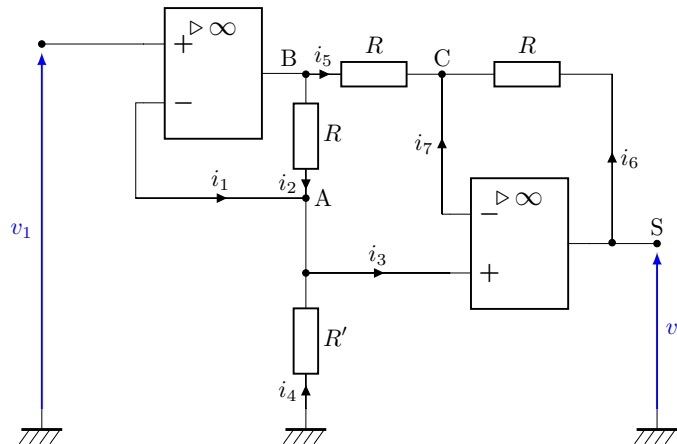 ▷ ∞
+
−
B
i₅
R
C
R
R
i₇
i₆
i₁
i₂
A
▷ ∞
−
+
S
v₁
i₃
R′
i₄
v